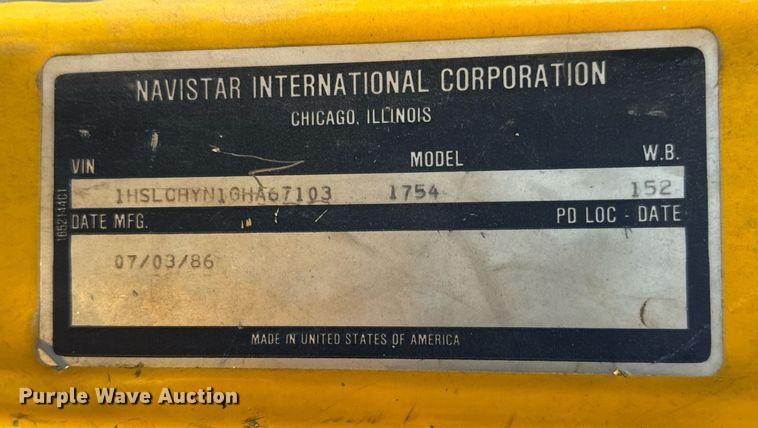 NAVISTAR INTERNATIONAL CORPORATION
CHICAGO, ILLINOIS
VIN MODEL W.B.
1HSLCHYN1GHA67103 1754 152
DATE MFG. PD LOC - DATE
07/03/86
MADE IN UNITED STATES OF AMERICA
1652144C1
Purple Wave Auction